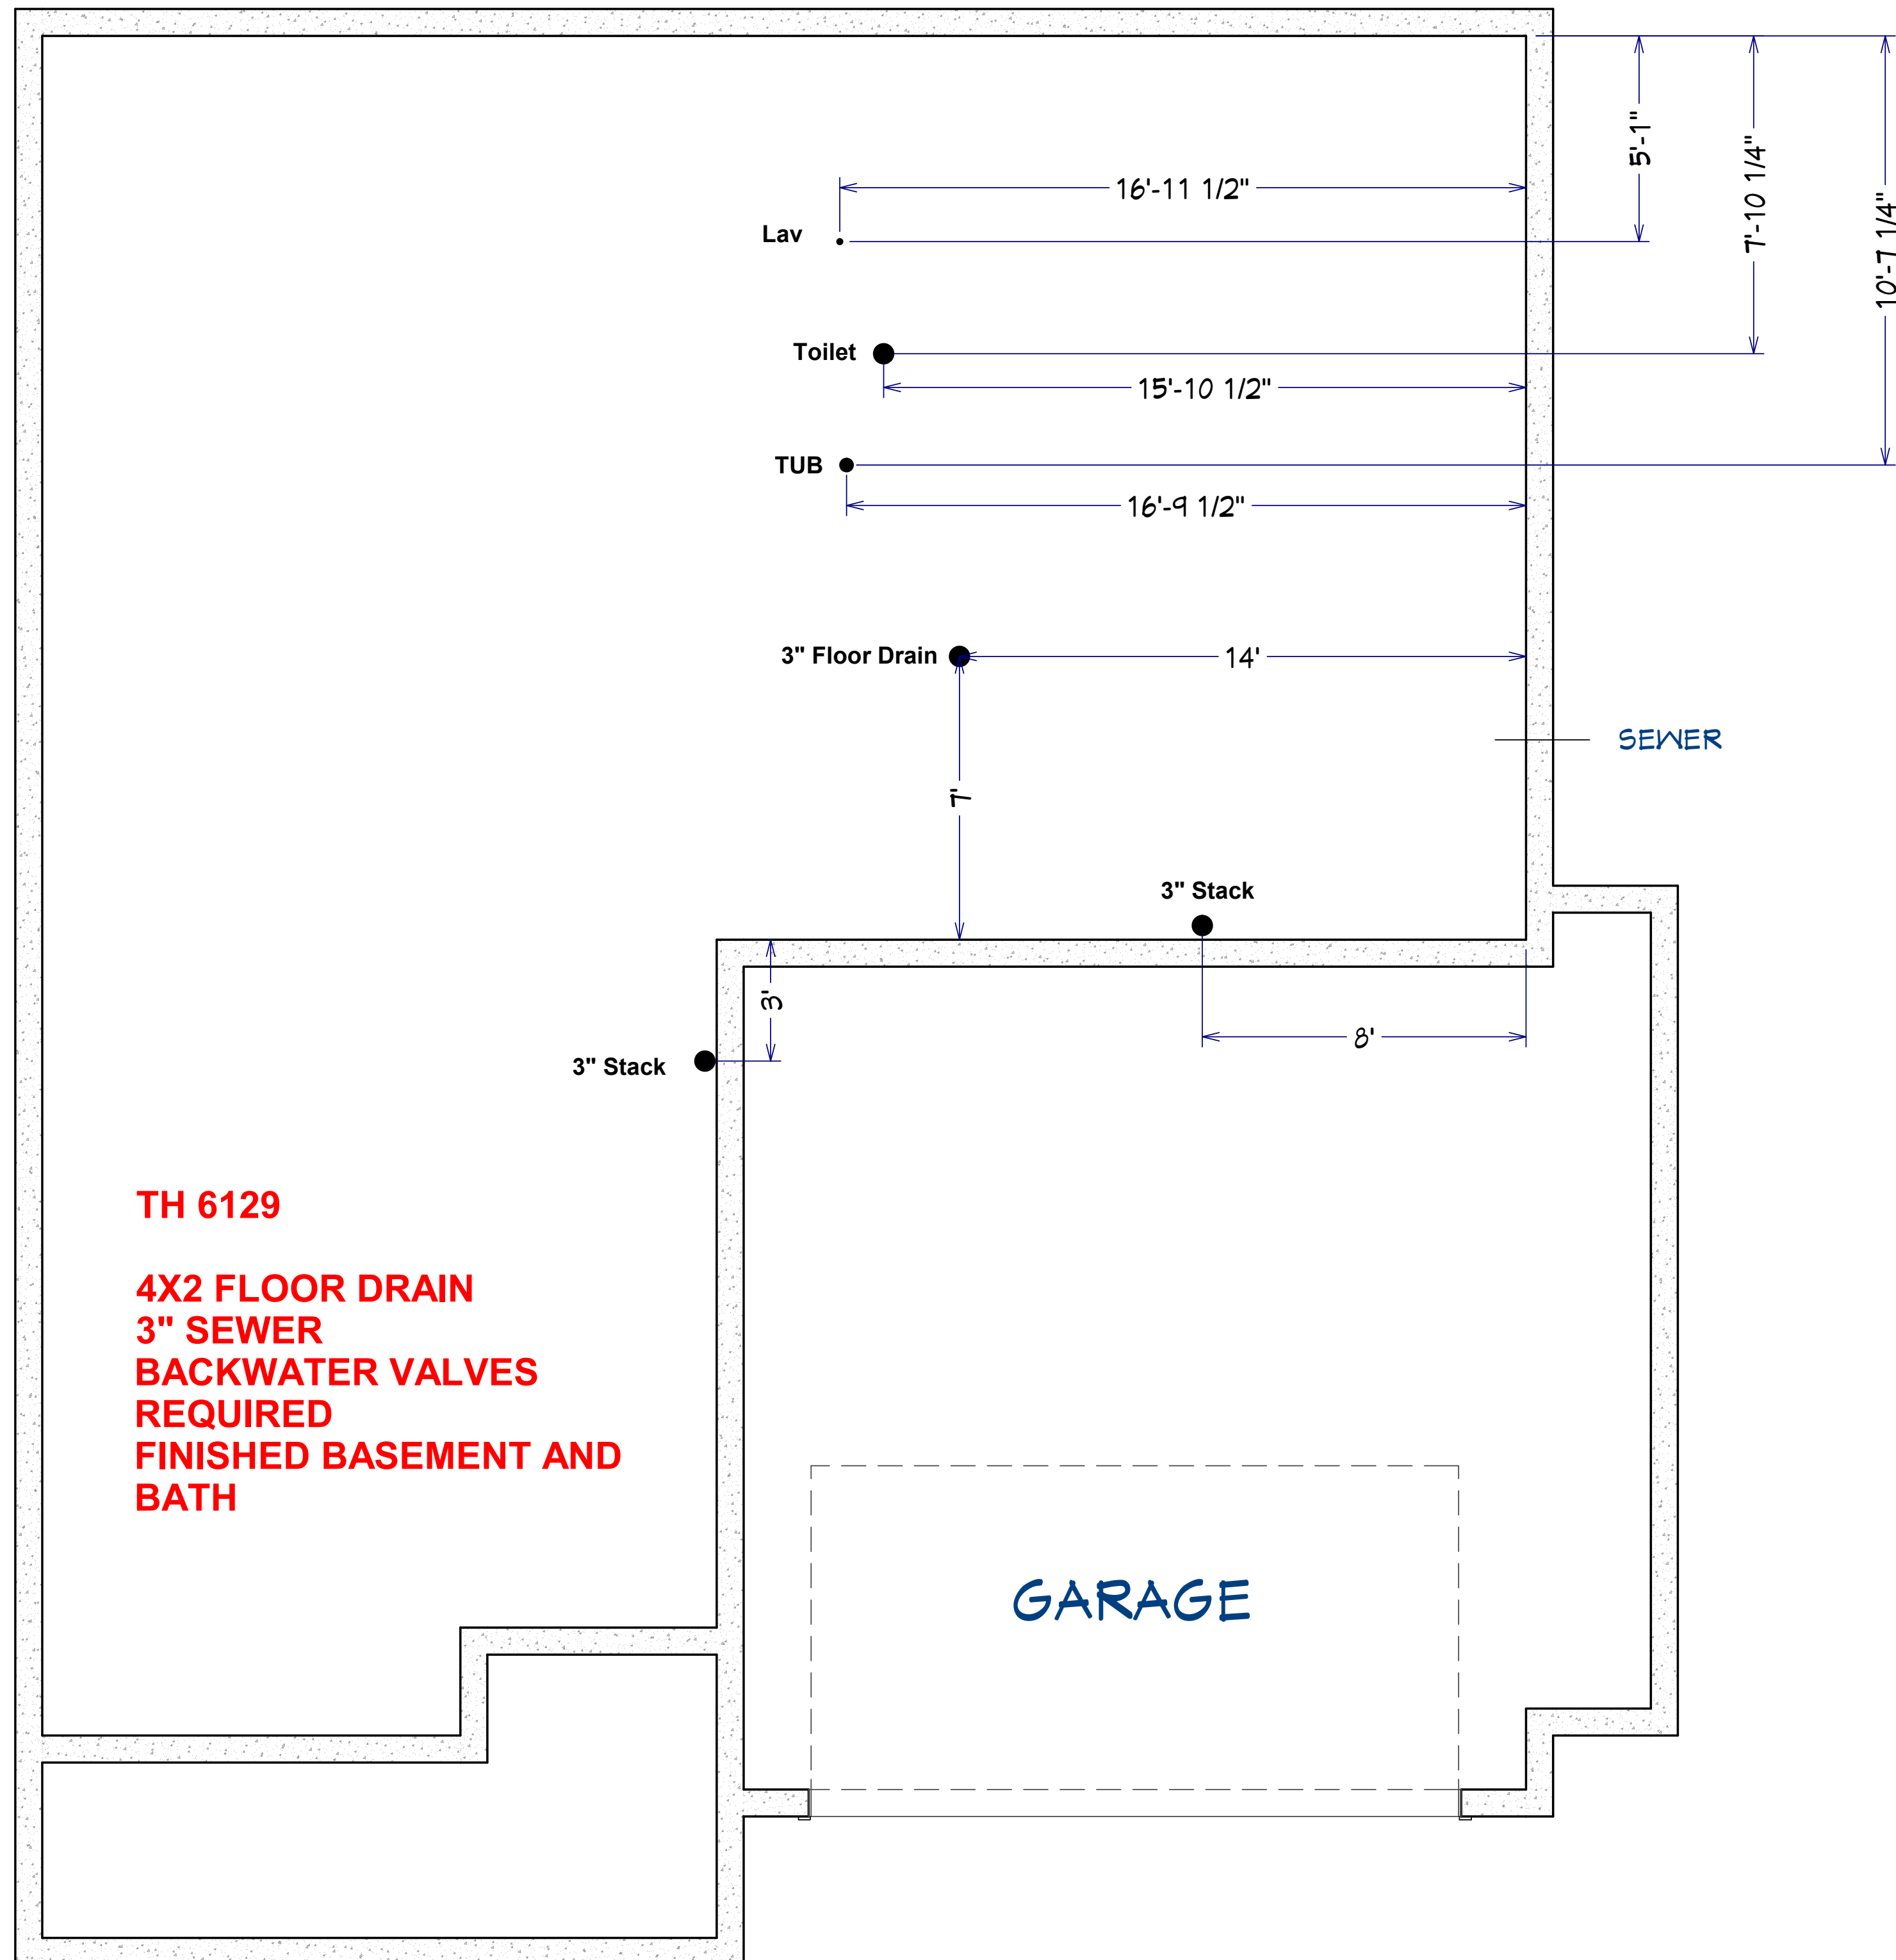 5'-1"
7'-10 1/4"
10'-7 1/4"
16'-11 1/2"
Lav
Toilet
15'-10 1/2"
TUB
16'-9 1/2"
3" Floor Drain
14'
SEWER
7'
3" Stack
3'
8'
3" Stack
TH 6129
4X2 FLOOR DRAIN
3" SEWER
BACKWATER VALVES
REQUIRED
FINISHED BASEMENT AND
BATH
GARAGE